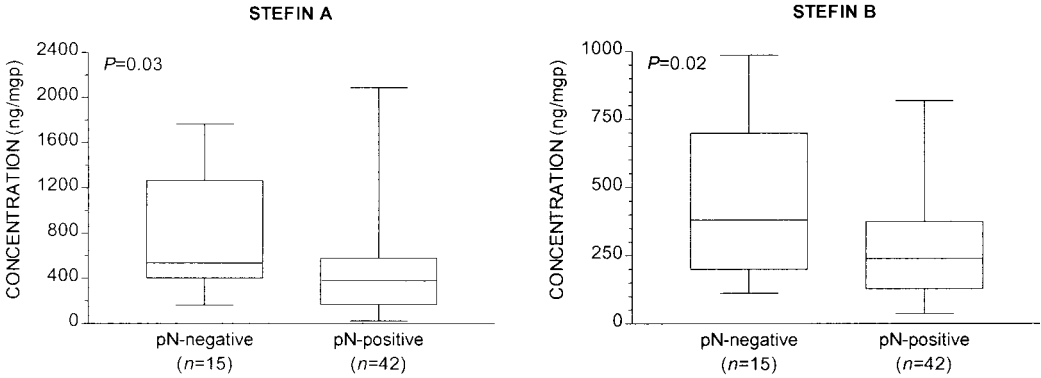 STEFIN A
P=0.03
CONCENTRATION (ng/mgp)
2400
2000
1600
1200
800
400
0
pN-negative
(n=15)
pN-positive
(n=42)
STEFIN B
P=0.02
CONCENTRATION (ng/mgp)
1000
750
500
250
0
pN-negative
(n=15)
pN-positive
(n=42)